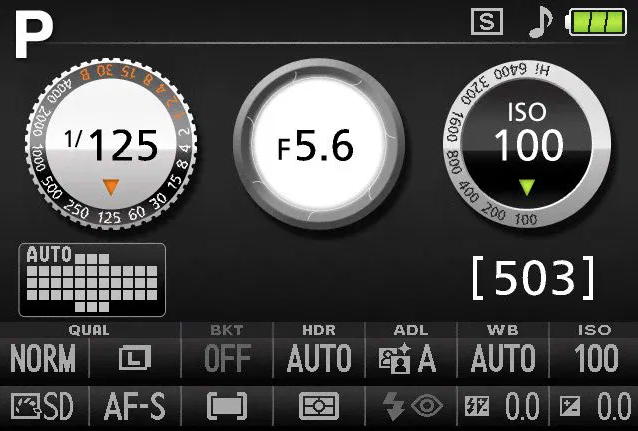 P
S
4000 2000 1000 500 250 125 60 30 15 8 4 2 1 2 4 8 15 30 B
1/125
F5.6
Hi 6400 3200 1600 800 400 200 100
ISO
100
AUTO
[503]
QUAL BKT HDR ADL WB ISO
NORM L OFF AUTO A AUTO 100
SD AF-S 0.0 0.0